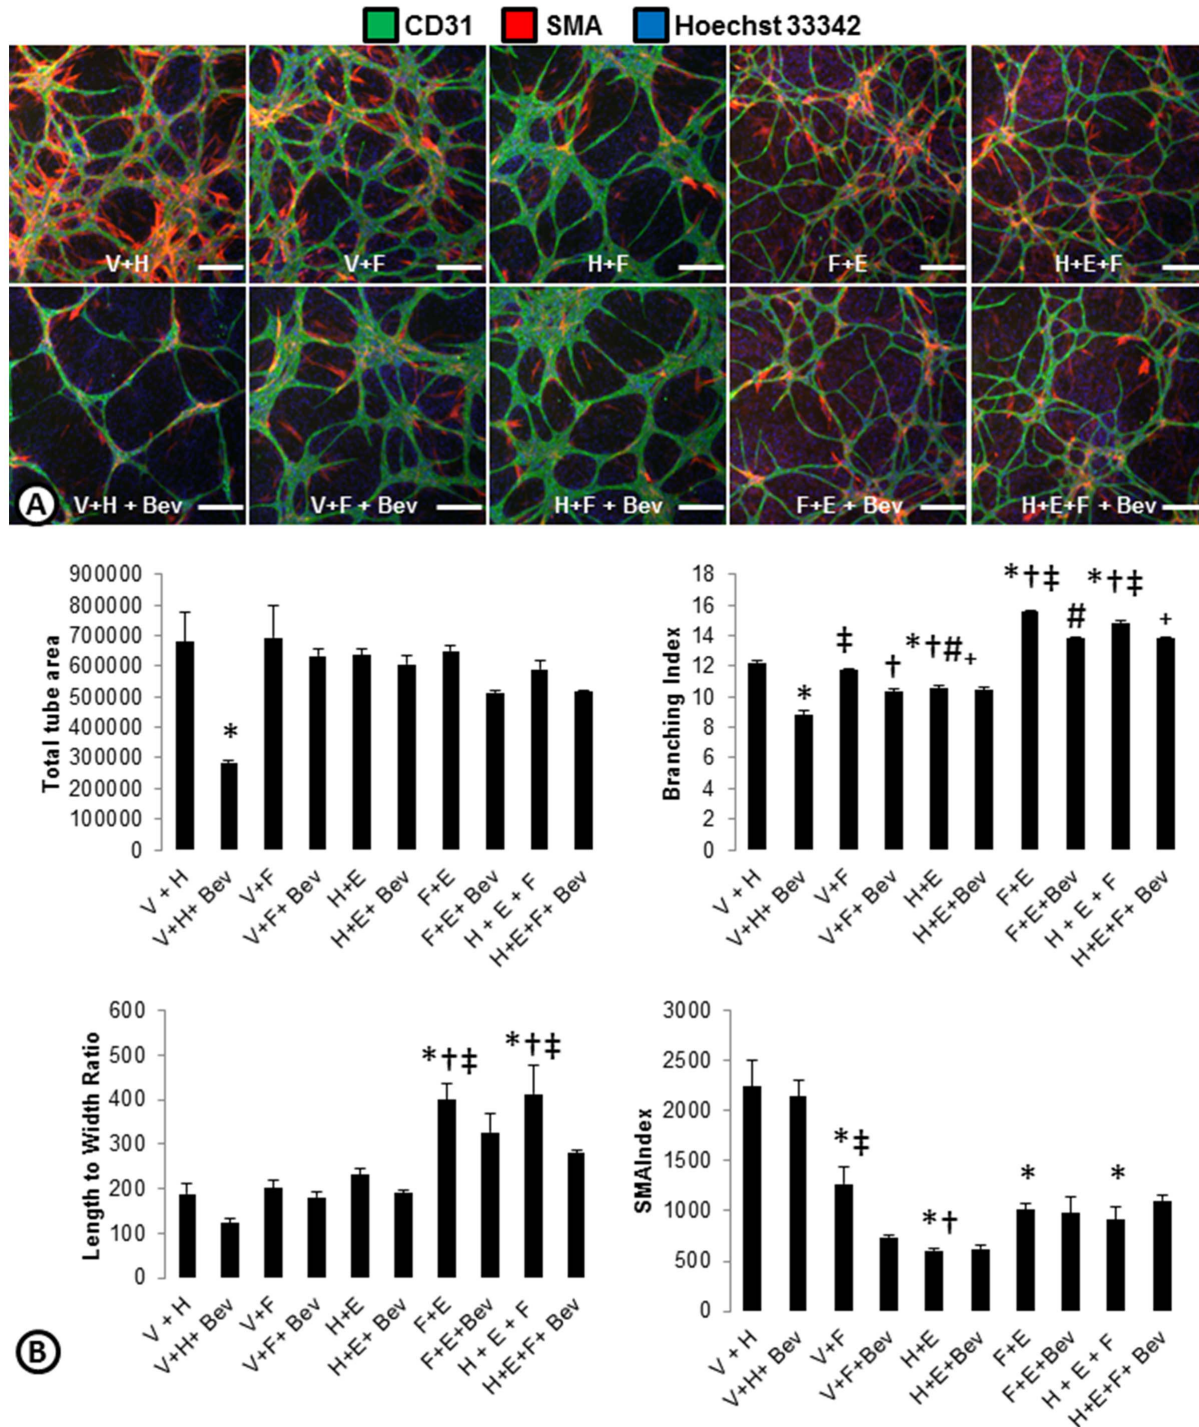 CD31 SMA Hoechst 33342
V+H V+F H+F F+E H+E+F
A V+H + Bev V+F + Bev H+F + Bev F+E + Bev H+E+F + Bev
Total tube area
900000
800000
700000
600000
500000
400000
300000
200000
100000
0
*
V + H V+H+ Bev V+F V+F+ Bev H+E H+E+ Bev F+E F+E+Bev H + E + F H+E+F+ Bev
Branching Index
18
16
14
12
10
8
6
4
2
0
* ‡ † *†#+ *†‡ # *†‡ +
V + H V+H+ Bev V+F V+F+ Bev H+E H+E+Bev F+E F+E+Bev H + E + F H+E+F+ Bev
B
Length to Width Ratio
600
500
400
300
200
100
0
*†‡ *†‡
V + H V+H+ Bev V+F V+F+ Bev H+E H+E+ Bev F+E F+E+Bev H + E + F H+E+F+ Bev
SMAIndex
3000
2500
2000
1500
1000
500
0
*‡ *† * *
V + H V+H+ Bev V+F V+F+Bev H+E H+E+Bev F+E F+E+Bev H + E + F H+E+F+ Bev